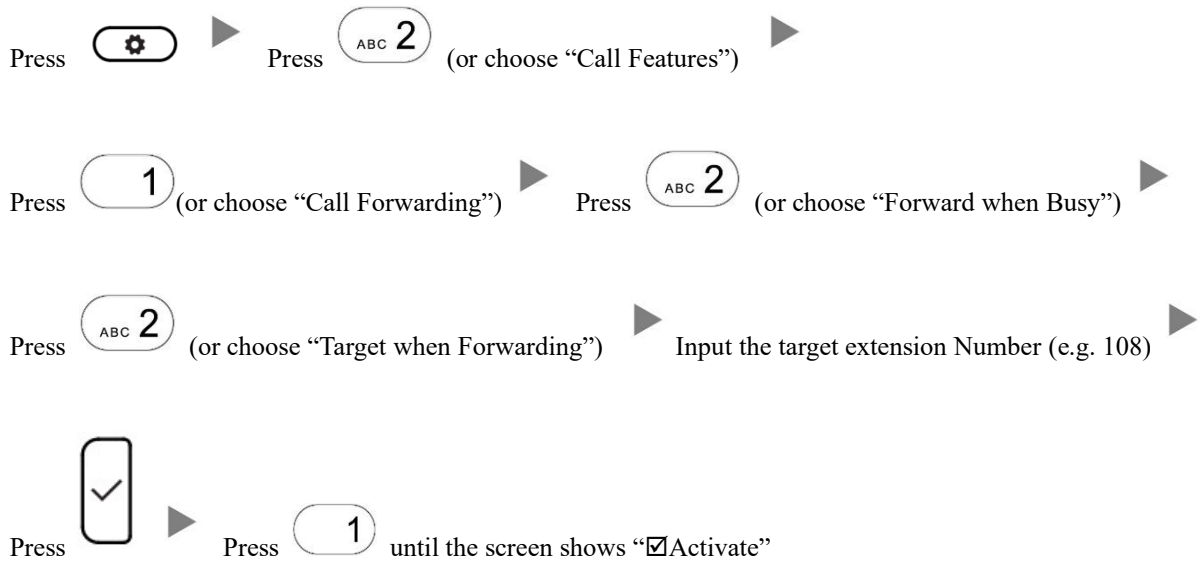 Press Press ABC 2 (or choose “Call Features”)
Press 1 (or choose “Call Forwarding”) Press ABC 2 (or choose “Forward when Busy”)
Press ABC 2 (or choose “Target when Forwarding”) Input the target extension Number (e.g. 108)
Press Press 1 until the screen shows “☑Activate”